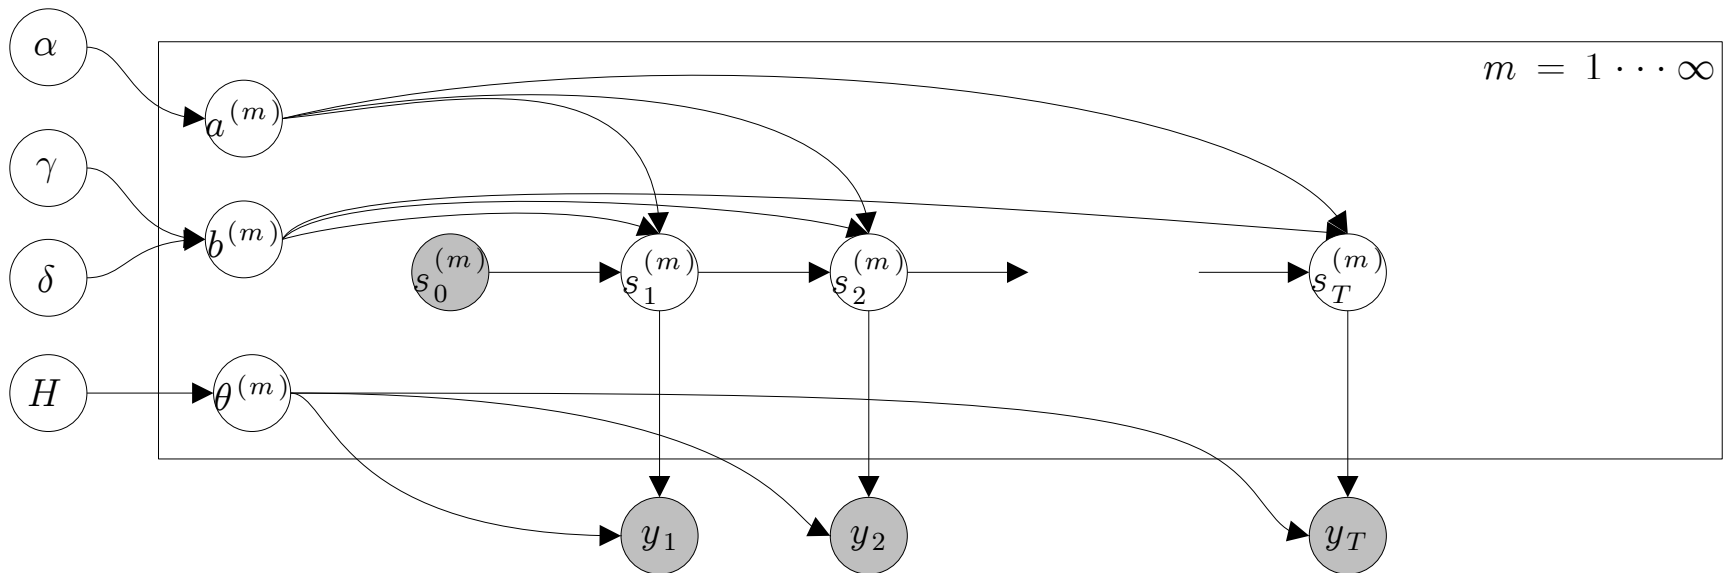 α
m = 1 ⋯ ∞
a^(m)
γ
b^(m)
δ
s_0^(m) s_1^(m) s_2^(m) s_T^(m)
H
θ^(m)
y_1 y_2 y_T